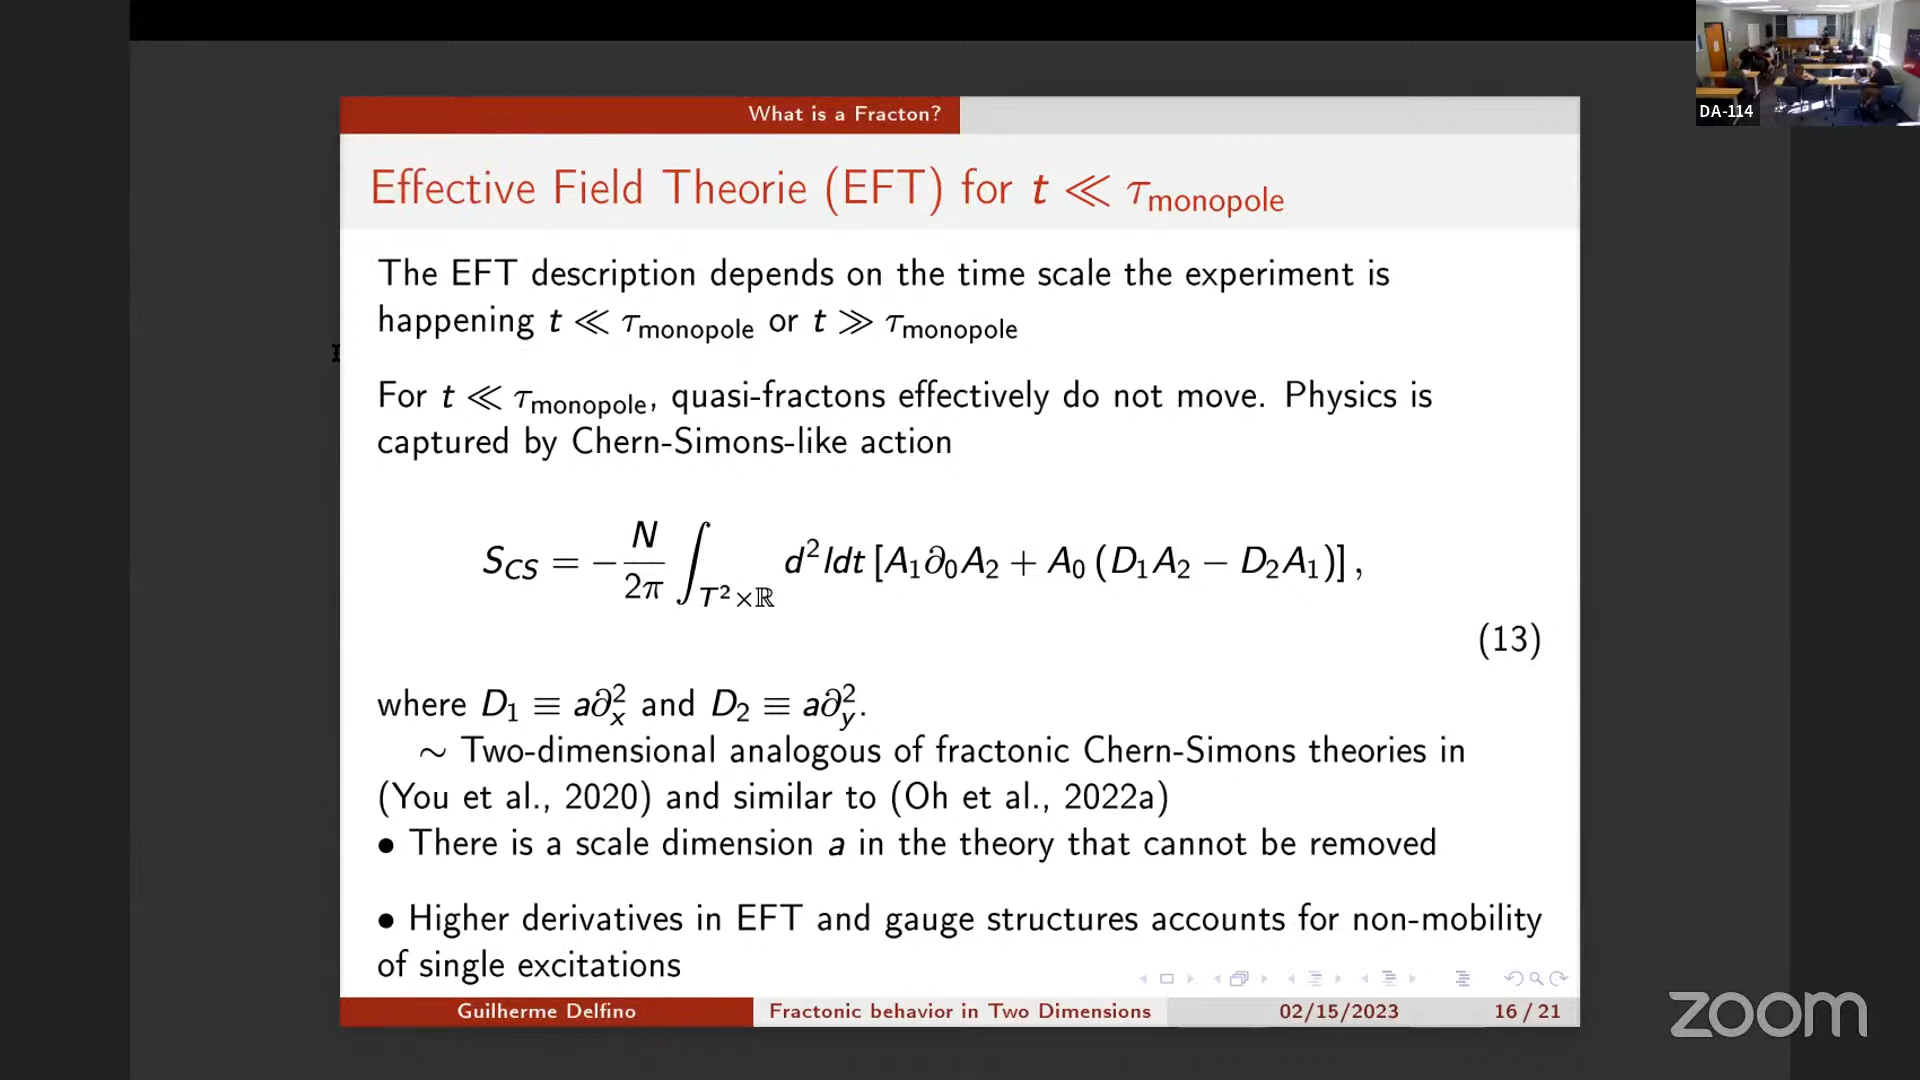 DA-114
What is a Fracton?
Effective Field Theorie (EFT) for t ≪ τ_monopole
The EFT description depends on the time scale the experiment is
happening t ≪ τ_monopole or t ≫ τ_monopole
For t ≪ τ_monopole, quasi-fractons effectively do not move. Physics is
captured by Chern-Simons-like action
S_CS = −N/2π ∫_{T²×ℝ} d²ldt [A₁∂₀A₂ + A₀ (D₁A₂ − D₂A₁)] ,
(13)
where D₁ ≡ a∂ₓ² and D₂ ≡ a∂_y².
∼ Two-dimensional analogous of fractonic Chern-Simons theories in
(You et al., 2020) and similar to (Oh et al., 2022a)
• There is a scale dimension a in the theory that cannot be removed
• Higher derivatives in EFT and gauge structures accounts for non-mobility
of single excitations
Guilherme Delfino Fractonic behavior in Two Dimensions 02/15/2023 16 / 21
zoom